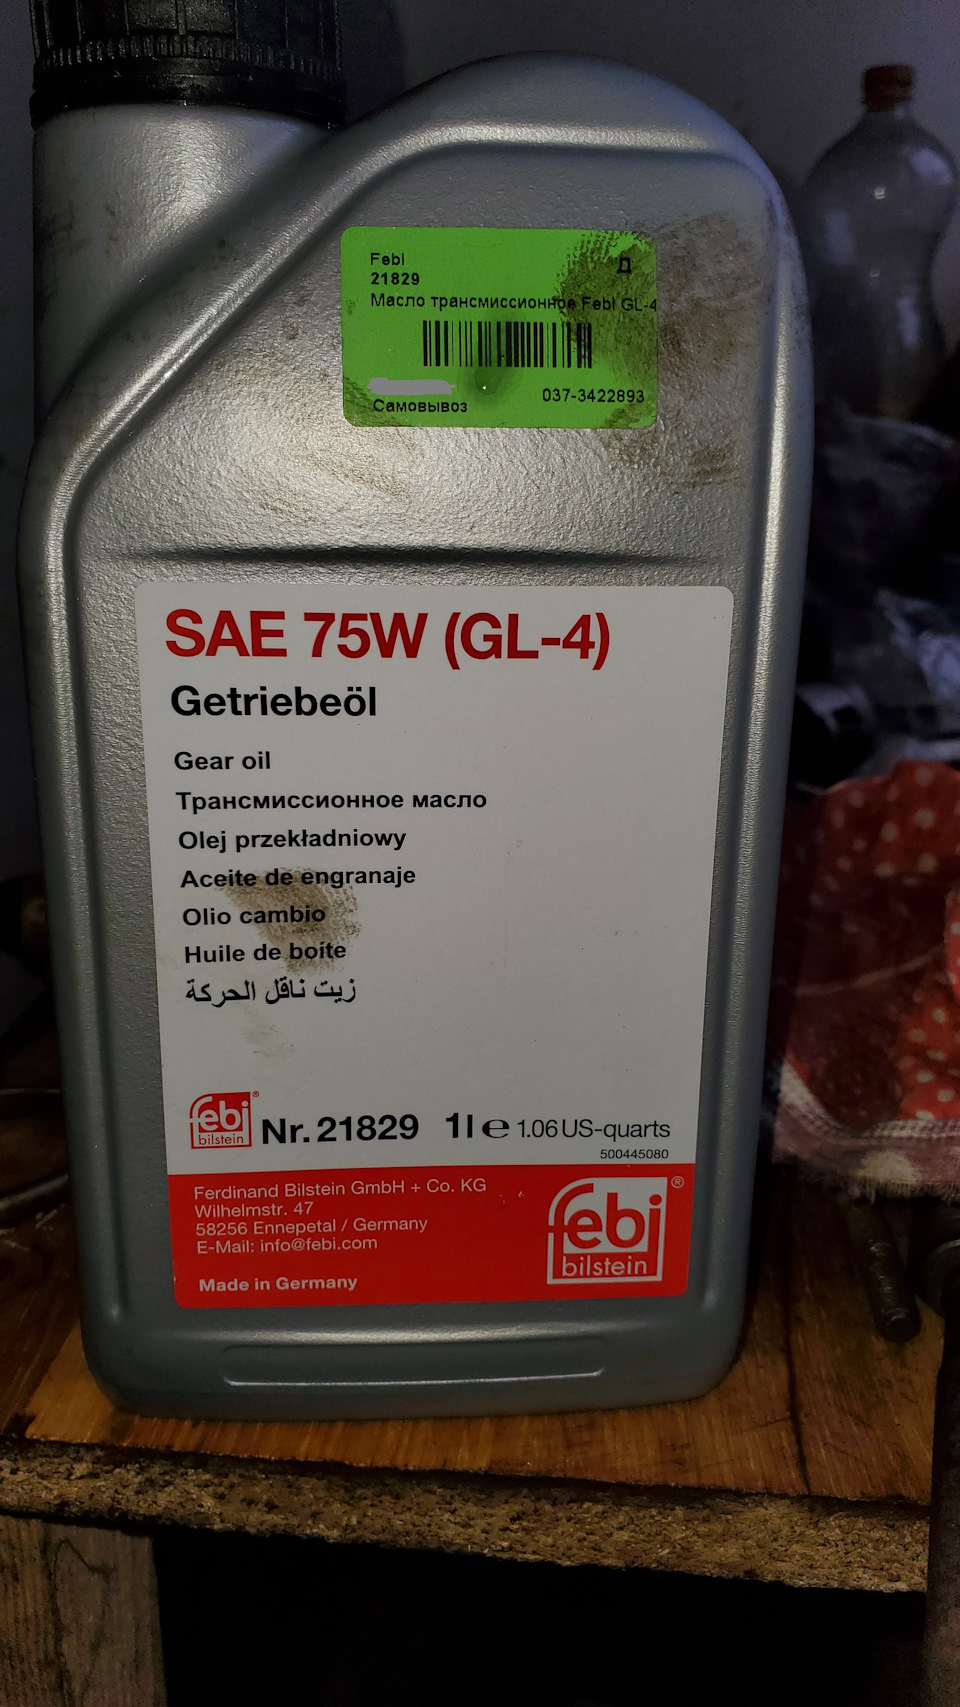 Febi
21829
Д
Масло трансмиссионное Febi GL-4
037-3422893
Самовывоз
SAE 75W (GL-4)
Getriebeöl
Gear oil
Трансмиссионное масло
Olej przekładniowy
Aceite de engranaje
Olio cambio
Huile de boîte
زيت ناقل الحركة
febi® bilstein Nr. 21829 1l e 1.06 US-quarts
500445080
Ferdinand Bilstein GmbH + Co. KG
Wilhelmstr. 47
58256 Ennepetal / Germany
E-Mail: info@febi.com
Made in Germany
febi®
bilstein